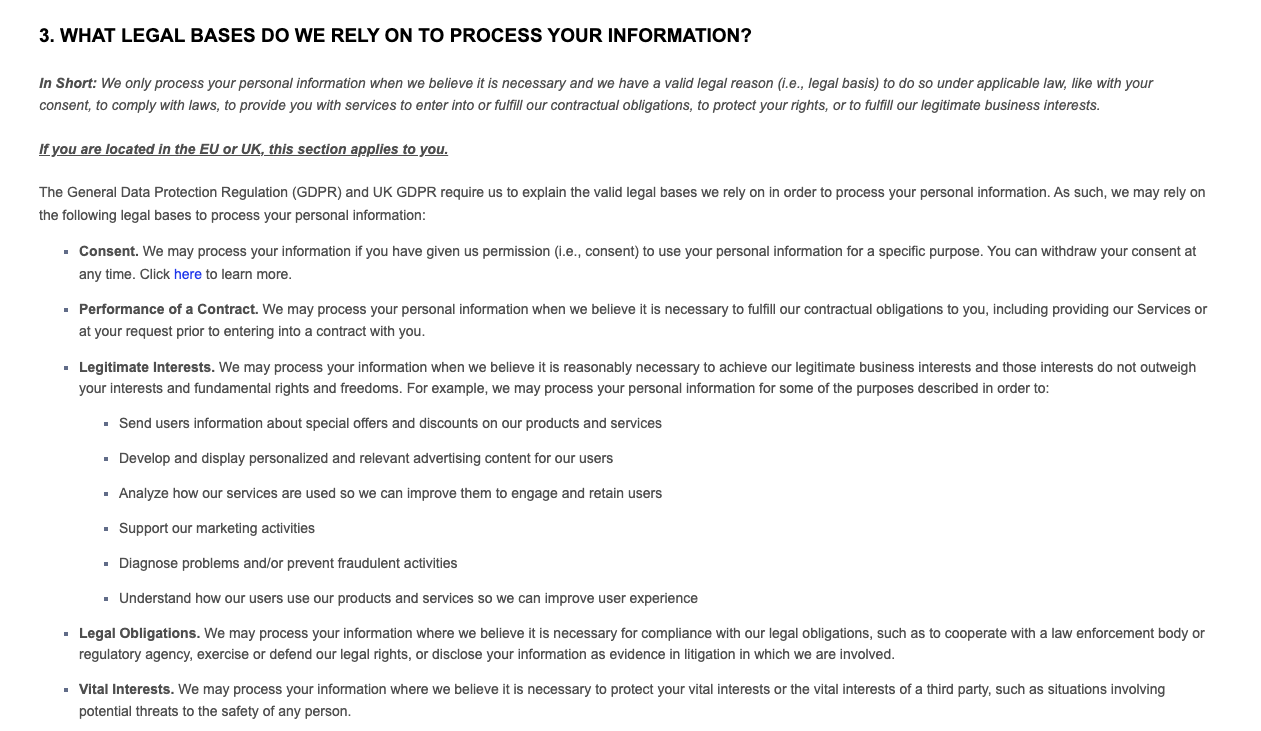 3. WHAT LEGAL BASES DO WE RELY ON TO PROCESS YOUR INFORMATION?
In Short: We only process your personal information when we believe it is necessary and we have a valid legal reason (i.e., legal basis) to do so under applicable law, like with your
consent, to comply with laws, to provide you with services to enter into or fulfill our contractual obligations, to protect your rights, or to fulfill our legitimate business interests.
If you are located in the EU or UK, this section applies to you.
The General Data Protection Regulation (GDPR) and UK GDPR require us to explain the valid legal bases we rely on in order to process your personal information. As such, we may rely on
the following legal bases to process your personal information:
Consent. We may process your information if you have given us permission (i.e., consent) to use your personal information for a specific purpose. You can withdraw your consent at
any time. Click here to learn more.
Performance of a Contract. We may process your personal information when we believe it is necessary to fulfill our contractual obligations to you, including providing our Services or
at your request prior to entering into a contract with you.
Legitimate Interests. We may process your information when we believe it is reasonably necessary to achieve our legitimate business interests and those interests do not outweigh
your interests and fundamental rights and freedoms. For example, we may process your personal information for some of the purposes described in order to:
Send users information about special offers and discounts on our products and services
Develop and display personalized and relevant advertising content for our users
Analyze how our services are used so we can improve them to engage and retain users
Support our marketing activities
Diagnose problems and/or prevent fraudulent activities
Understand how our users use our products and services so we can improve user experience
Legal Obligations. We may process your information where we believe it is necessary for compliance with our legal obligations, such as to cooperate with a law enforcement body or
regulatory agency, exercise or defend our legal rights, or disclose your information as evidence in litigation in which we are involved.
Vital Interests. We may process your information where we believe it is necessary to protect your vital interests or the vital interests of a third party, such as situations involving
potential threats to the safety of any person.